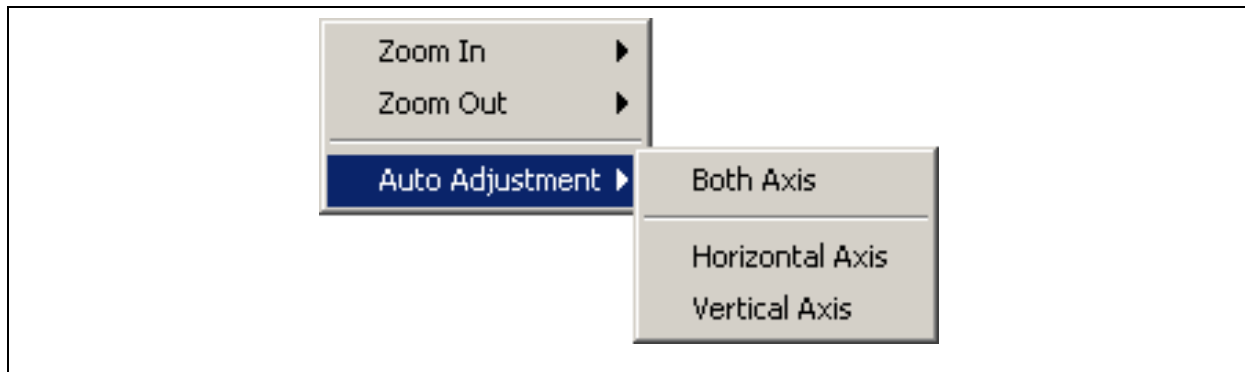 Zoom In
Zoom Out
Auto Adjustment
Both Axis
Horizontal Axis
Vertical Axis